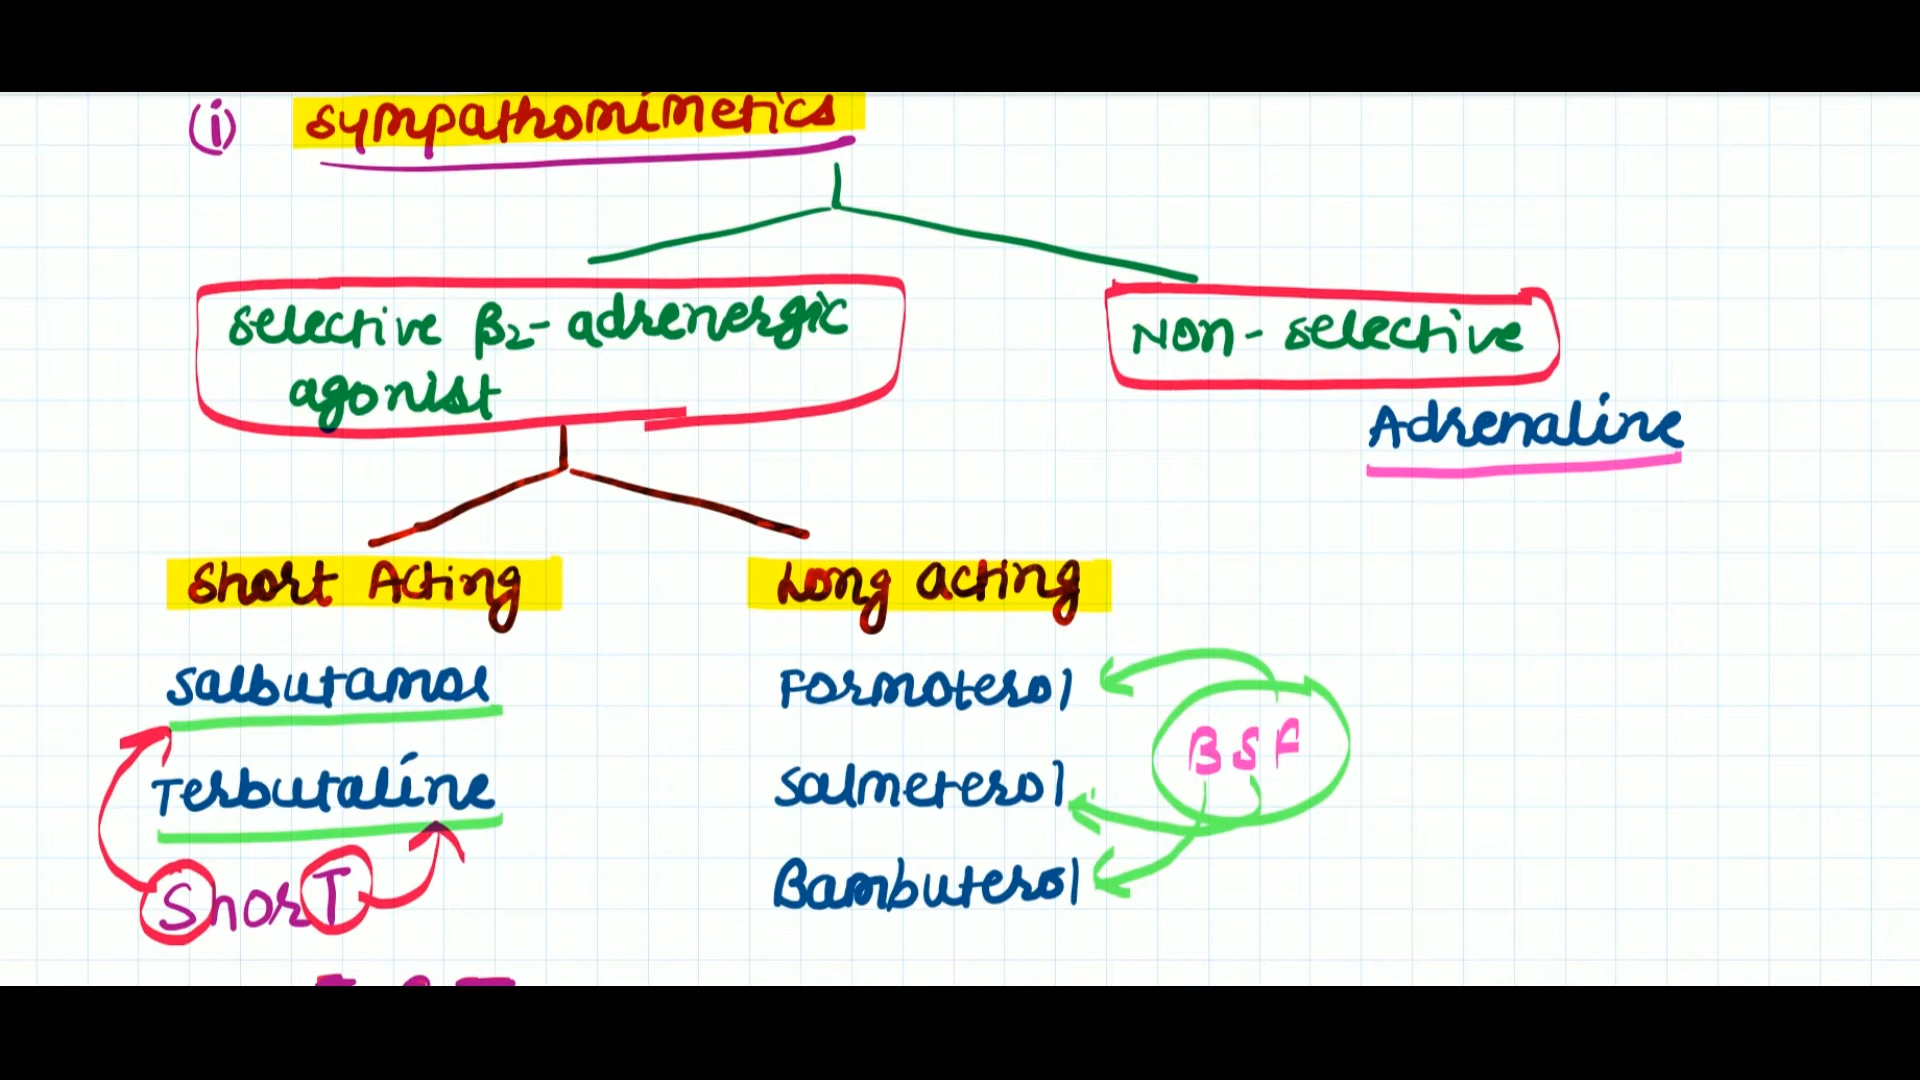 (i) Sympathomimetics
Selective β2-adrenergic
agonist
Non-selective
Adrenaline
Short Acting
Long acting
Salbutamol
Formoterol
BSF
Terbutaline
Salmeterol
Bambuterol
ShorT